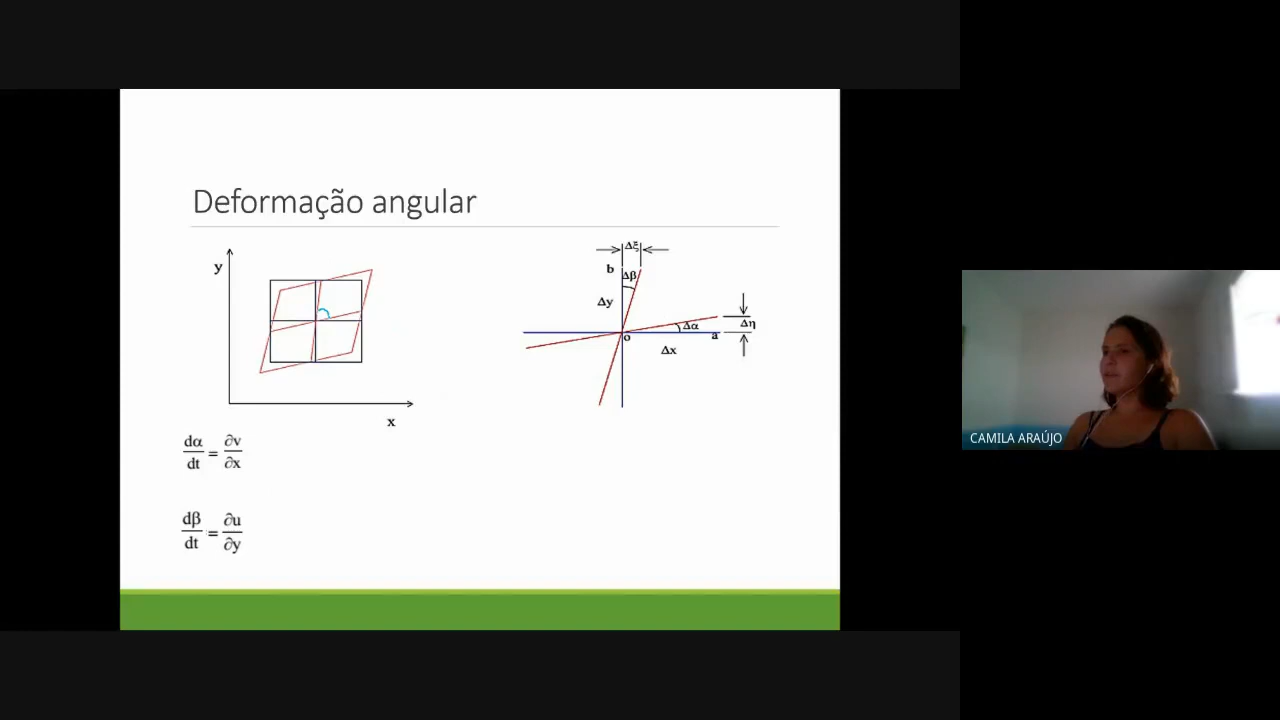 Deformação angular
y
x
Δξ
b
Δβ
Δy
Δα
Δη
o
a
Δx
dα/dt = ∂v/∂x
dβ/dt = ∂u/∂y
CAMILA ARAÚJO